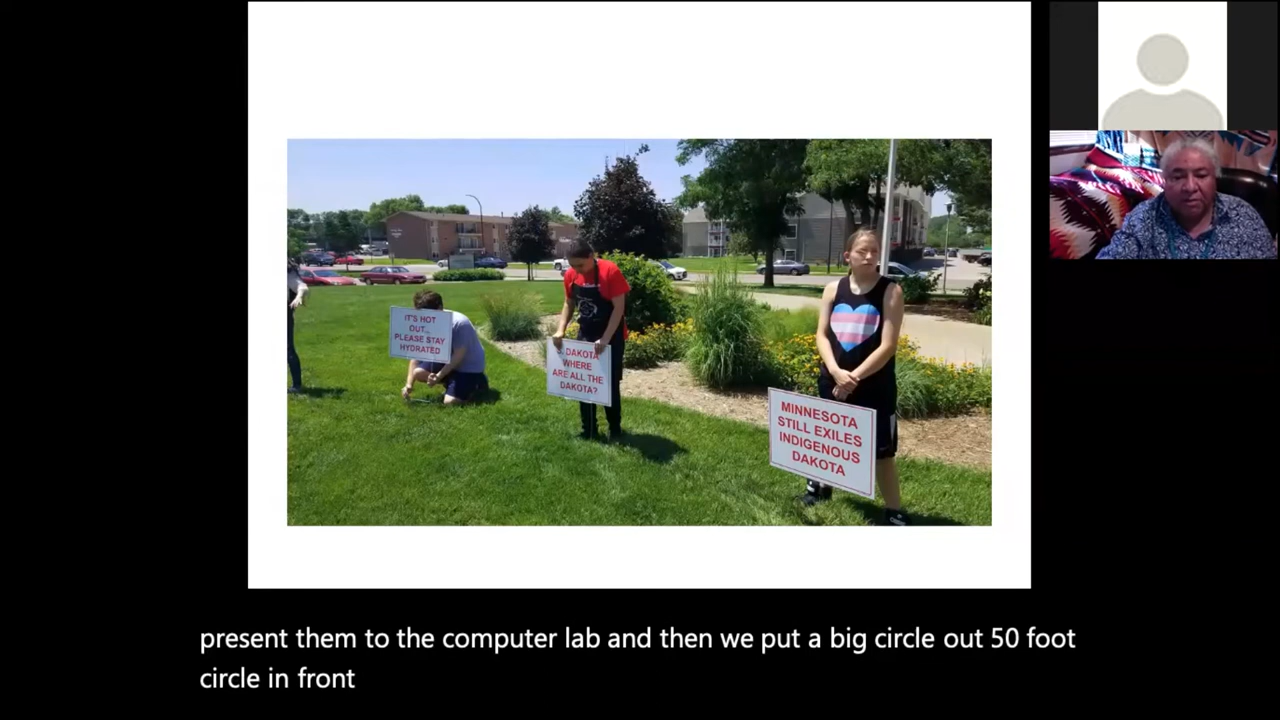 IT'S HOT
OUT...
PLEASE STAY
HYDRATED
DAKOTA
WHERE
ARE ALL THE
DAKOTA?
MINNESOTA
STILL EXILES
INDIGENOUS
DAKOTA
present them to the computer lab and then we put a big circle out 50 foot
circle in front